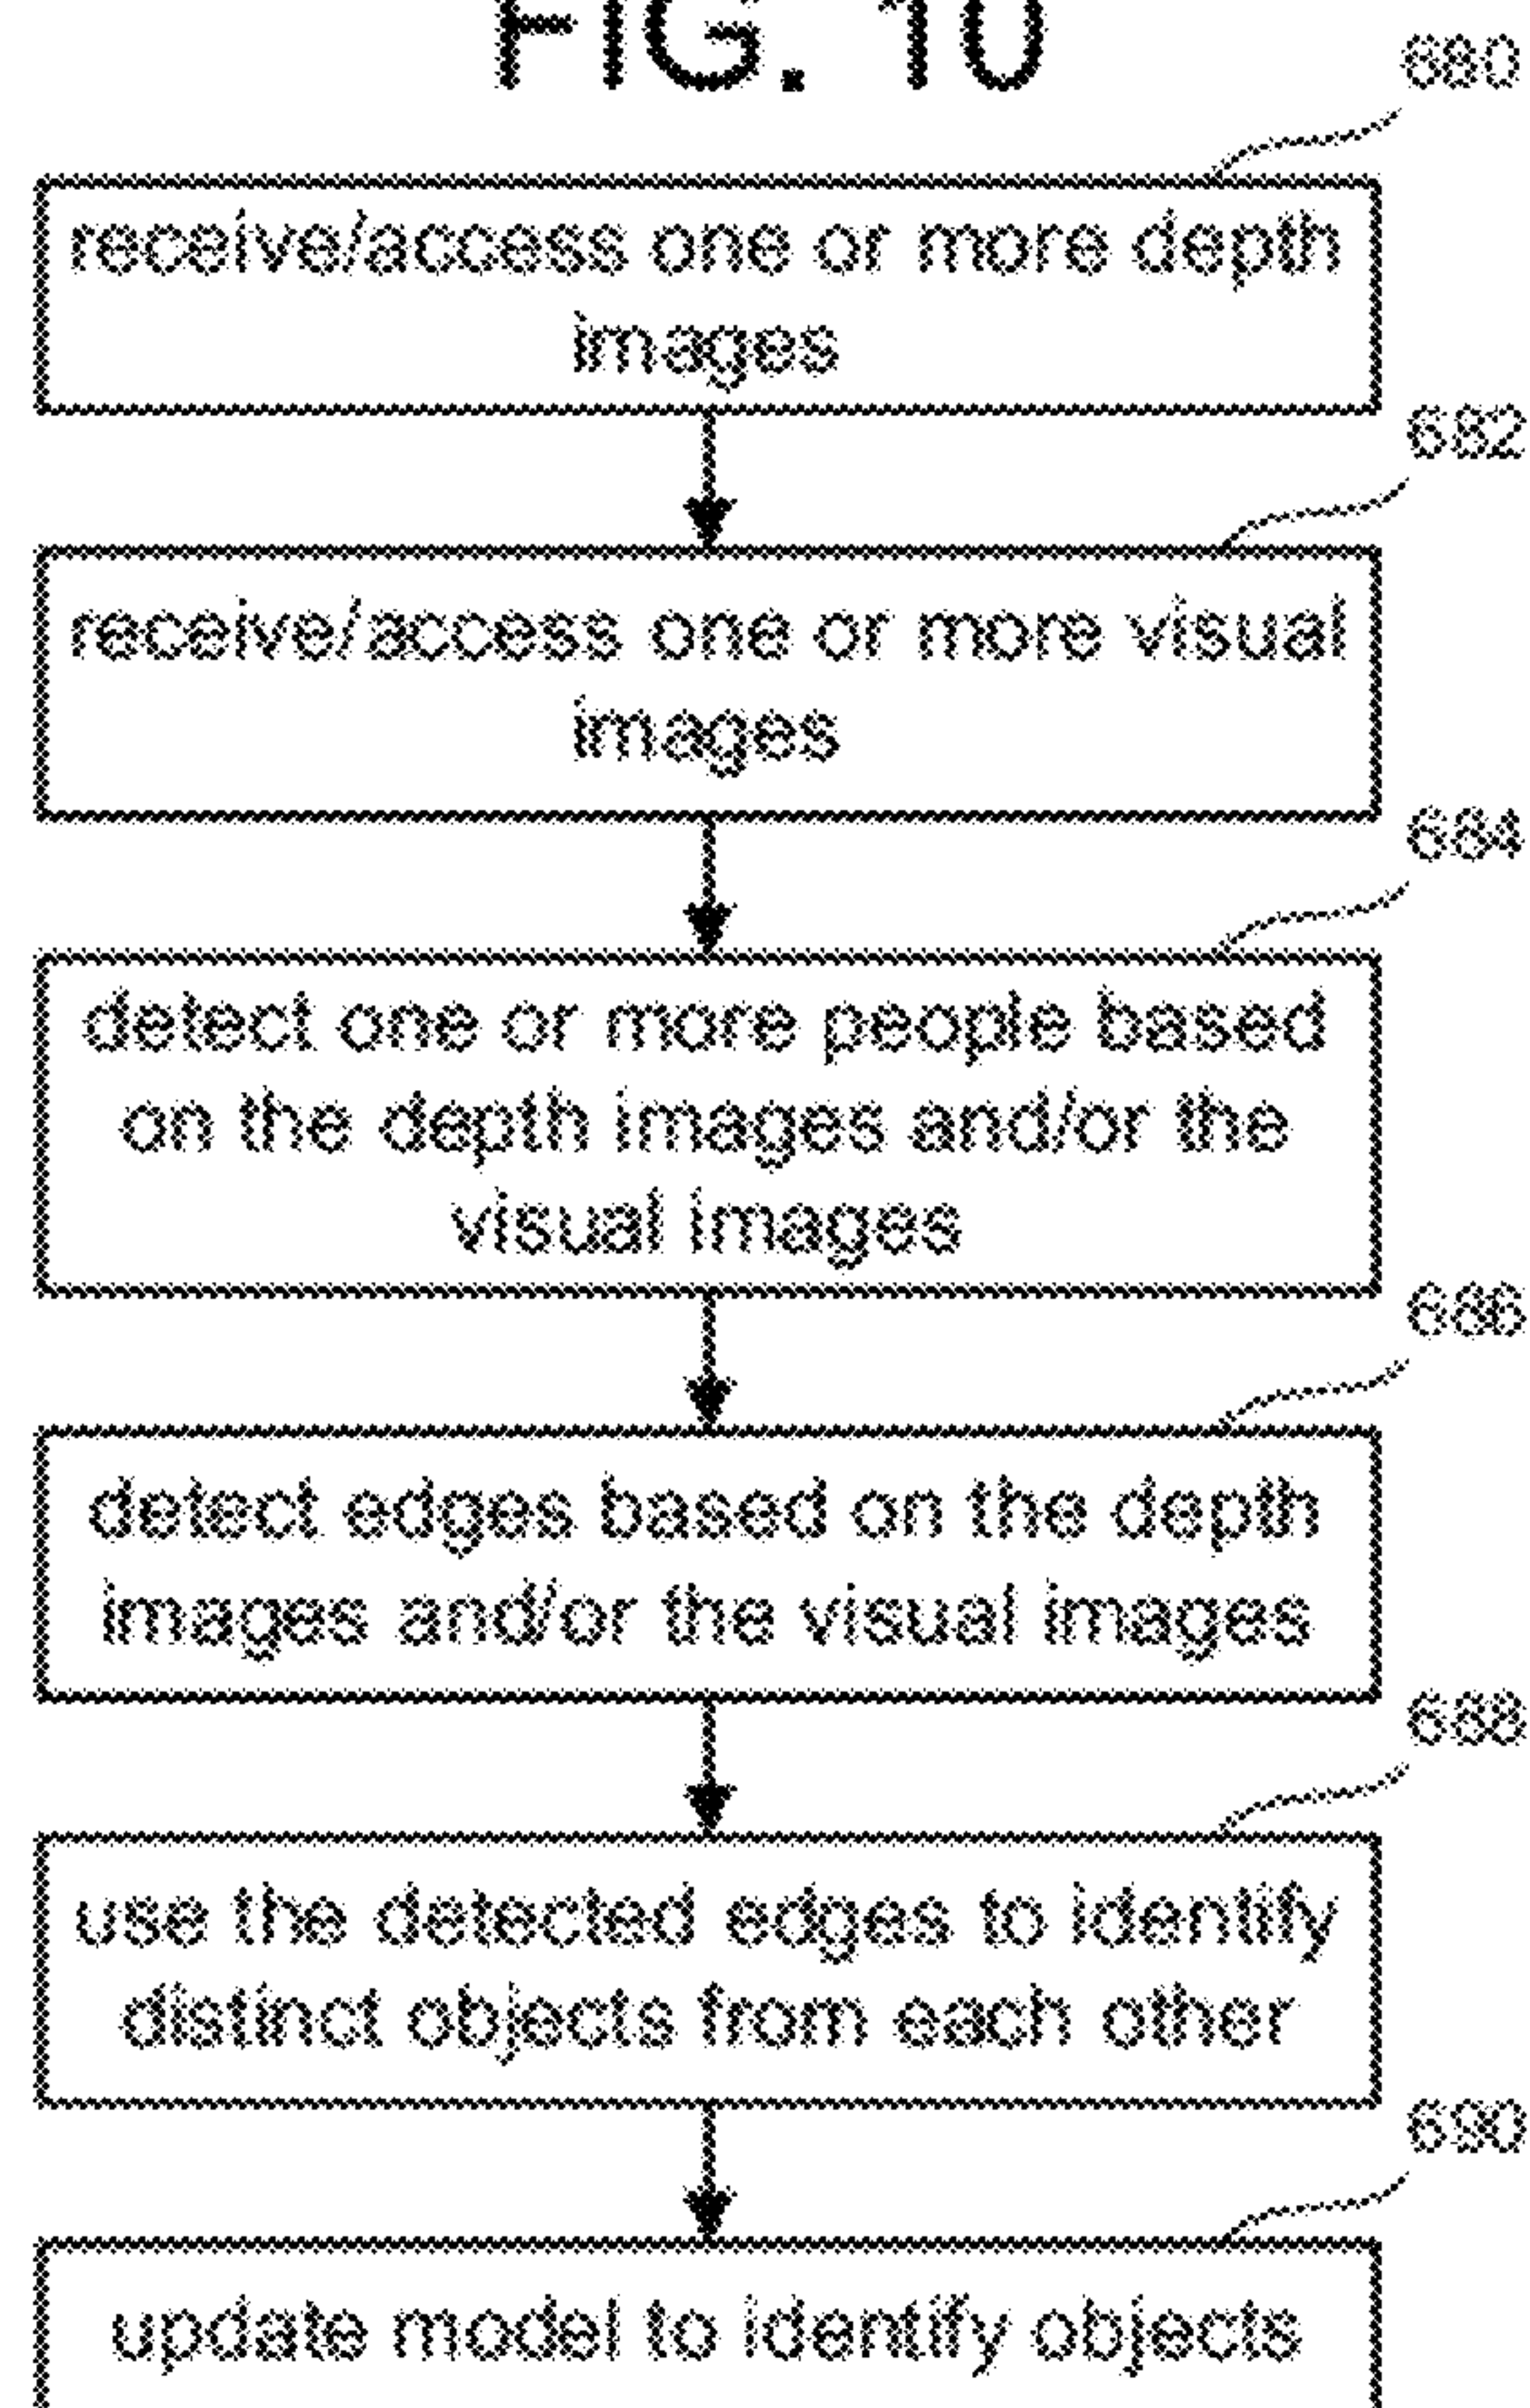 FIG. 10
680
receive/access one or more depth
images
682
receive/access one or more visual
images
684
detect one or more people based
on the depth images and/or the
visual images
686
detect edges based on the depth
images and/or the visual images
688
use the detected edges to identify
distinct objects from each other
690
update model to identify objects